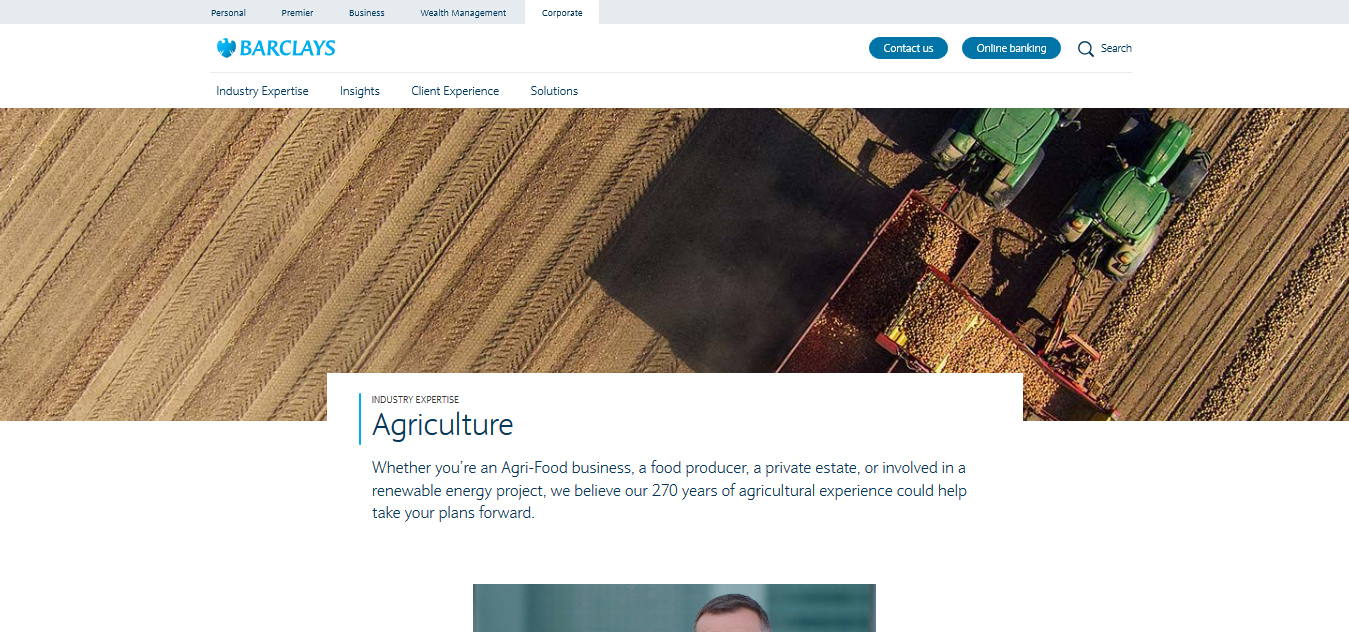 Personal Premier Business Wealth Management Corporate
BARCLAYS
Contact us Online banking Search
Industry Expertise Insights Client Experience Solutions
INDUSTRY EXPERTISE
Agriculture
Whether you're an Agri-Food business, a food producer, a private estate, or involved in a
renewable energy project, we believe our 270 years of agricultural experience could help
take your plans forward.